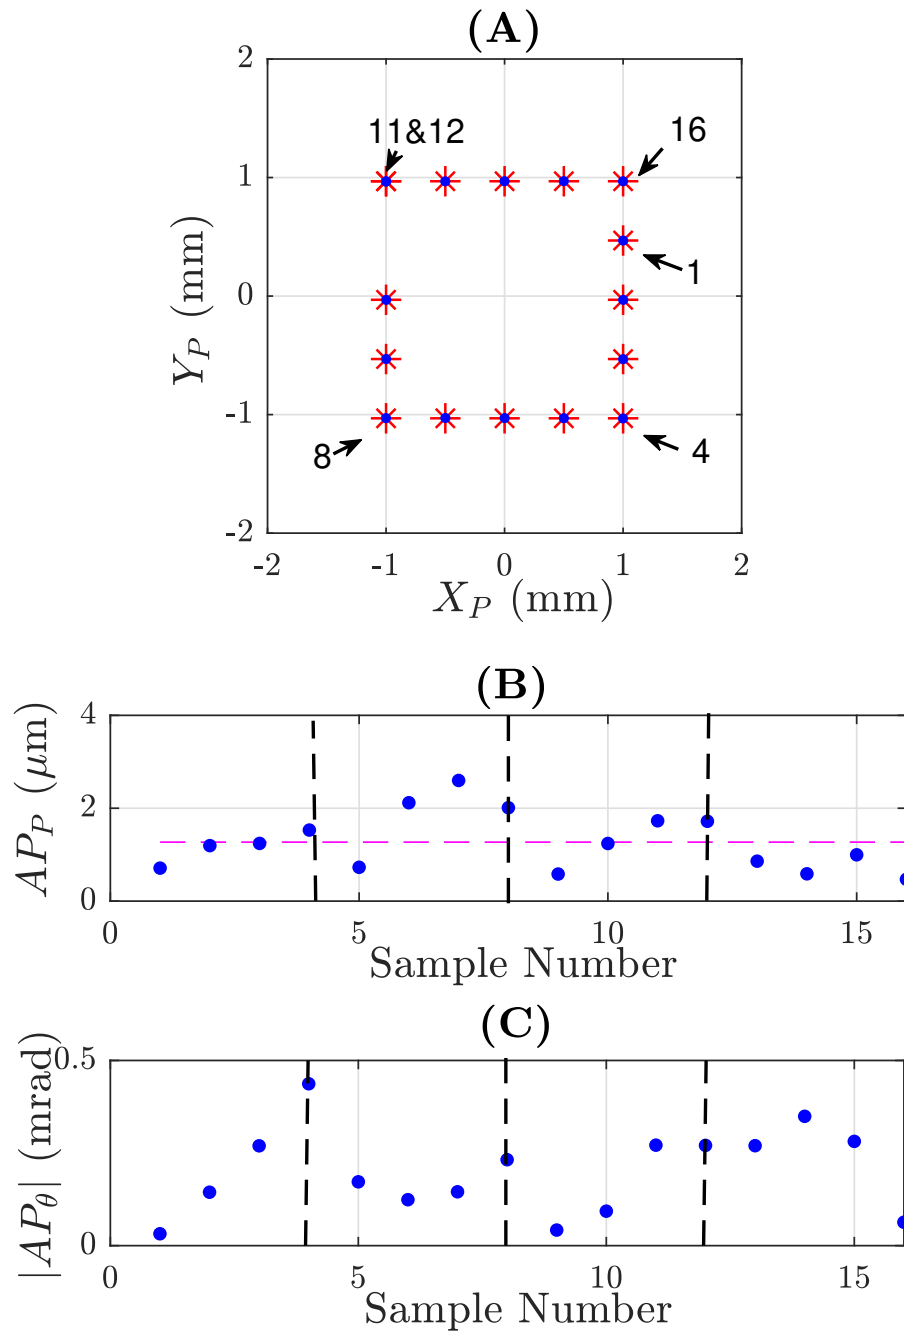 (A)
2
11&12
16
1
Y_P (mm)
1
0
-1
8
4
-2
-2 -1 0 1 2
X_P (mm)
(B)
AP_P (μm)
4
2
0
0 5 10 15
Sample Number
(C)
|AP_θ| (mrad)
0.5
0
0 5 10 15
Sample Number